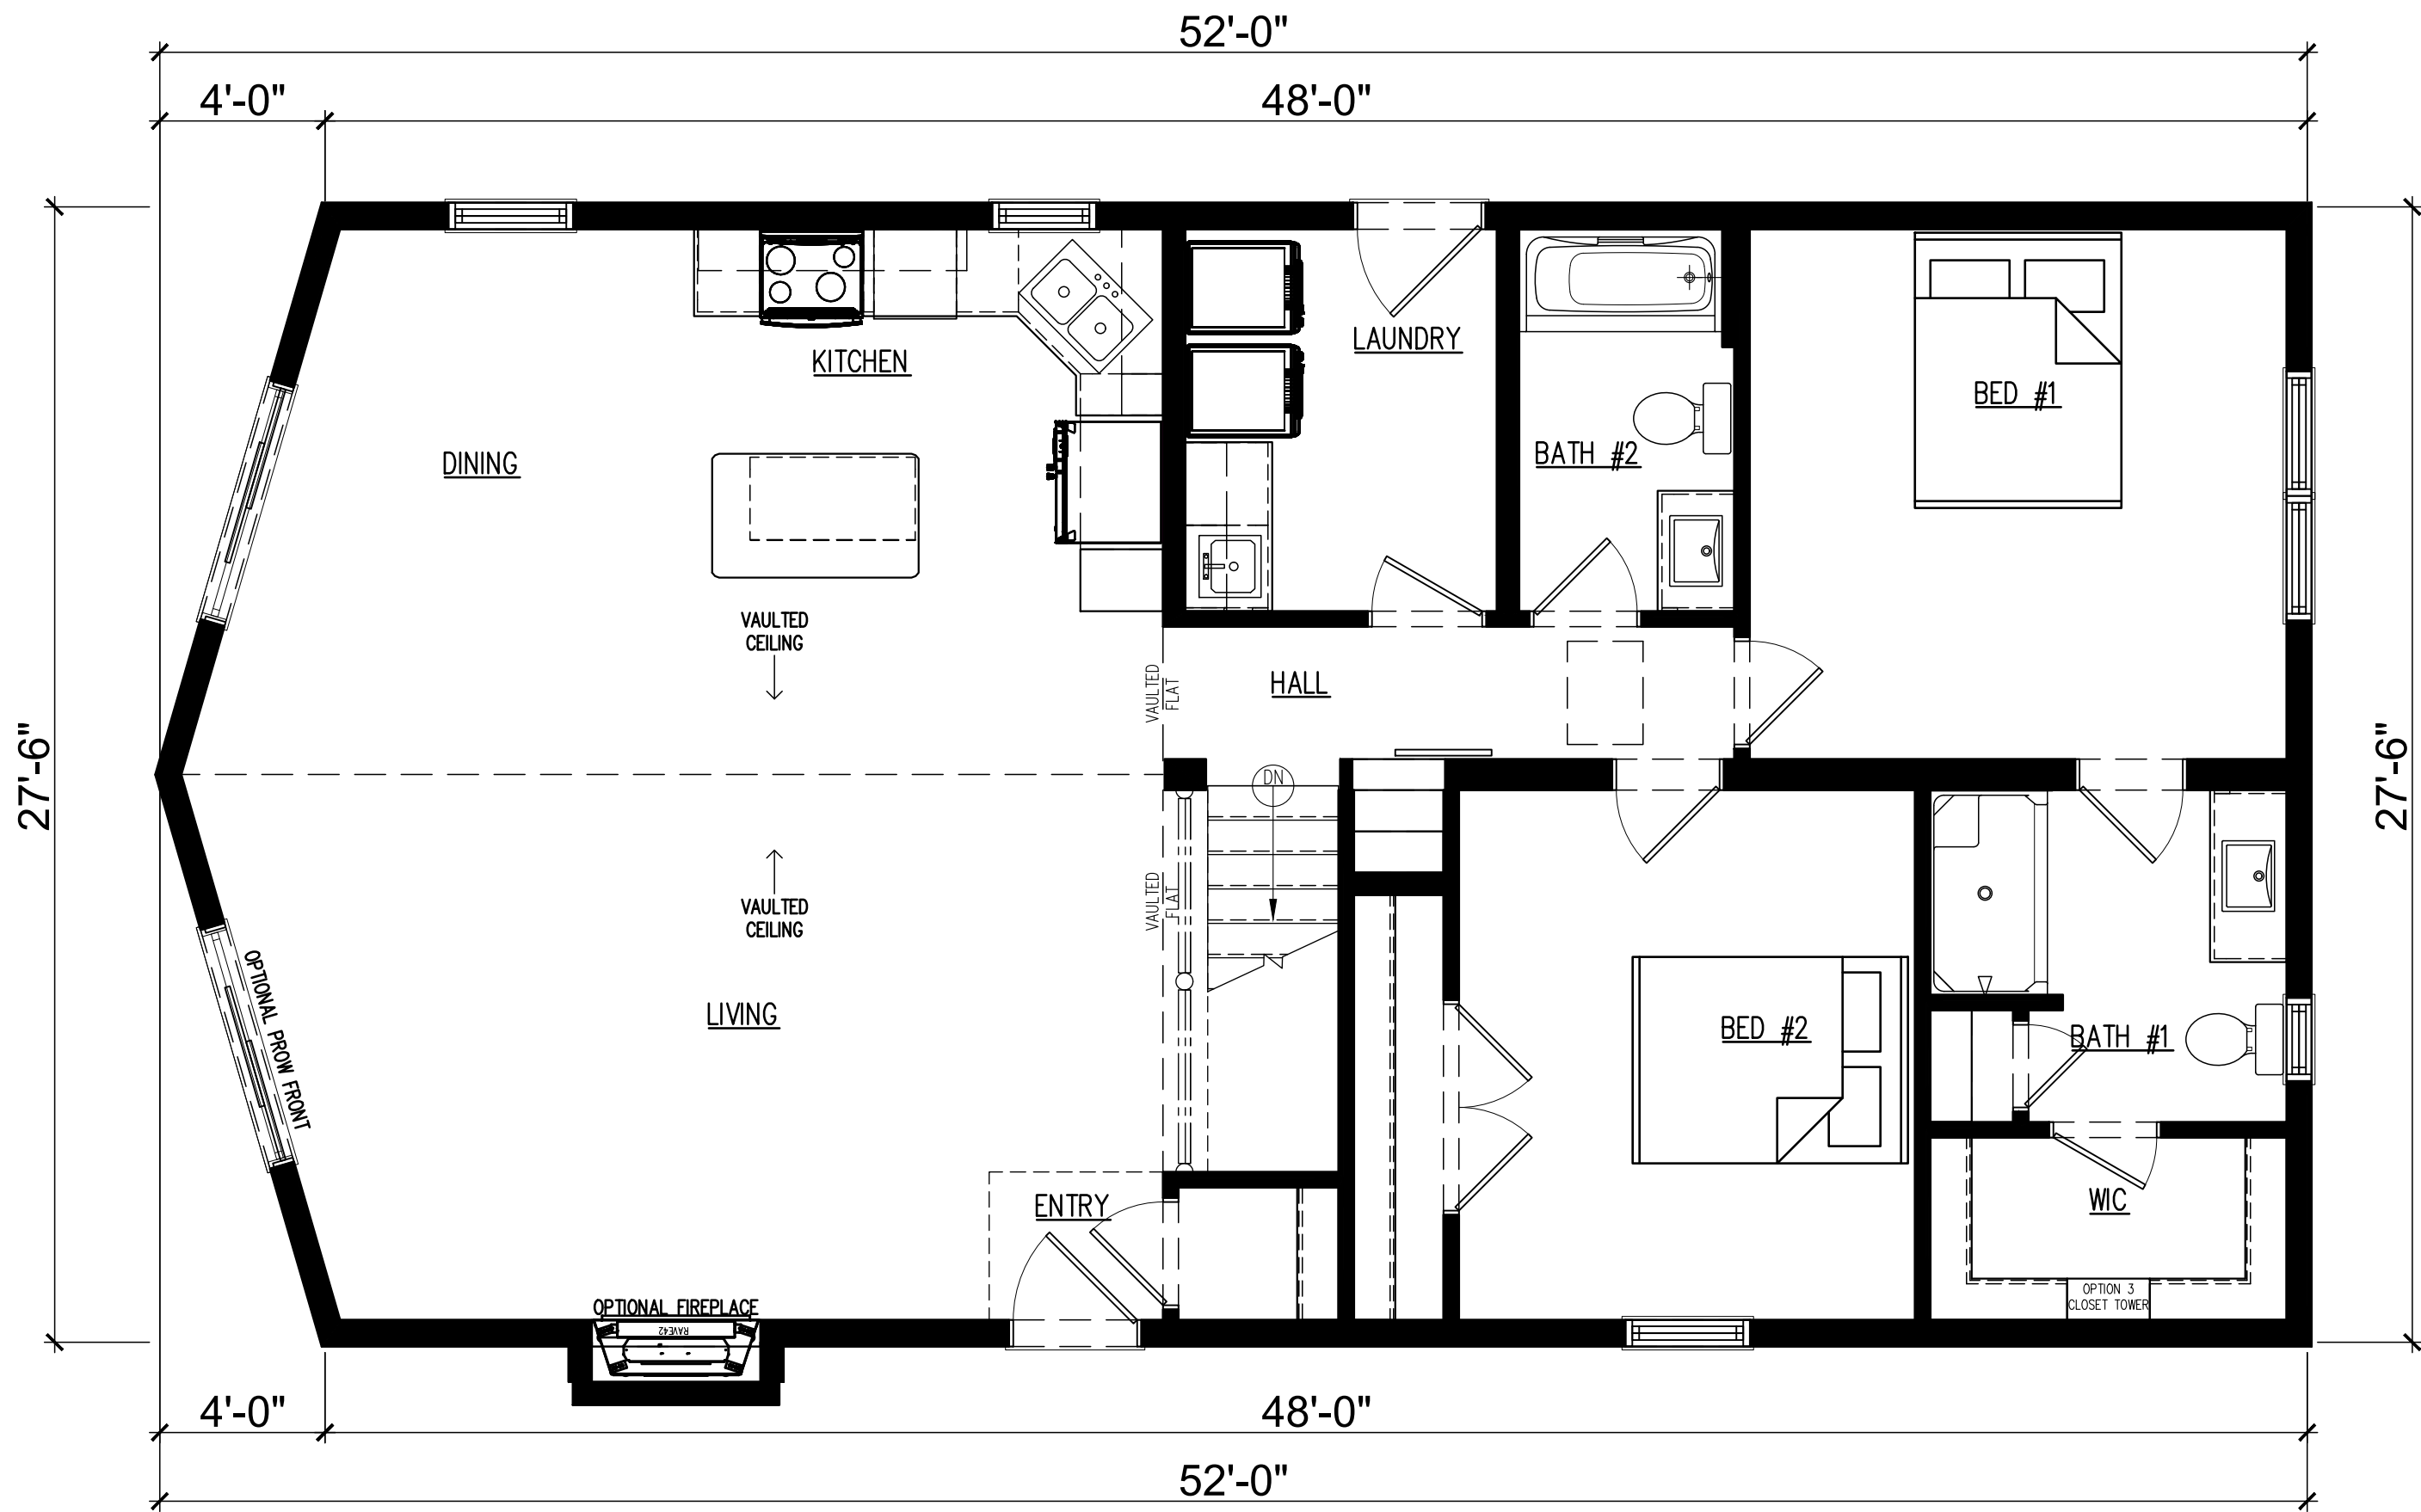 52'-0"
4'-0"
48'-0"
KITCHEN
LAUNDRY
BED #1
DINING
BATH #2
VAULTED
CEILING
HALL
VAULTED
FLAT
27'-6"
27'-6"
DN
VAULTED
CEILING
VAULTED
FLAT
OPTIONAL PROW FRONT
LIVING
BED #2
BATH #1
ENTRY
WIC
OPTION 3
CLOSET TOWER
OPTIONAL FIREPLACE
RAVE42
4'-0"
48'-0"
52'-0"